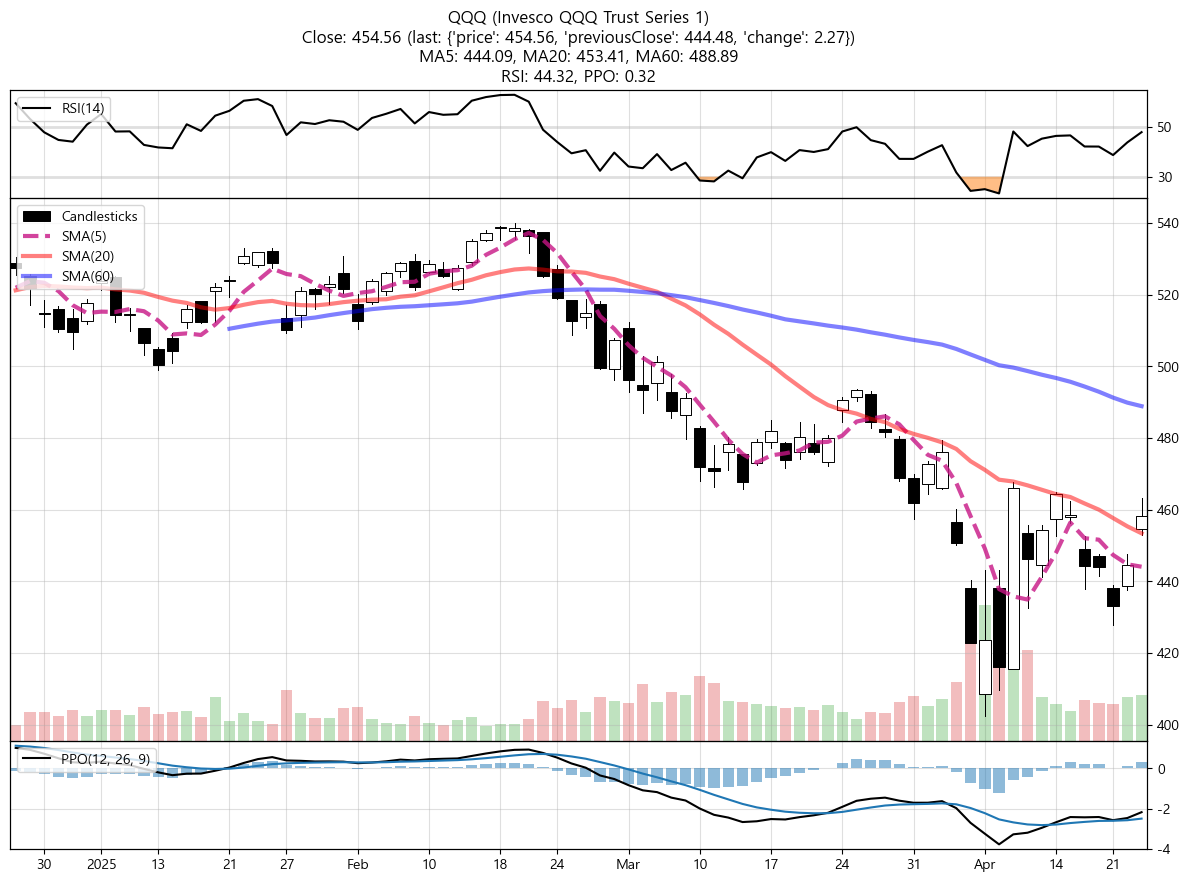 QQQ (Invesco QQQ Trust Series 1)
Close: 454.56 (last: {'price': 454.56, 'previousClose': 444.48, 'change': 2.27})
MA5: 444.09, MA20: 453.41, MA60: 488.89
RSI: 44.32, PPO: 0.32
RSI(14)
50
30
Candlesticks
SMA(5)
SMA(20)
SMA(60)
540
520
500
480
460
440
420
400
PPO(12, 26, 9)
0
-2
-4
30 2025 13 21 27 Feb 10 18 24 Mar 10 17 24 31 Apr 14 21